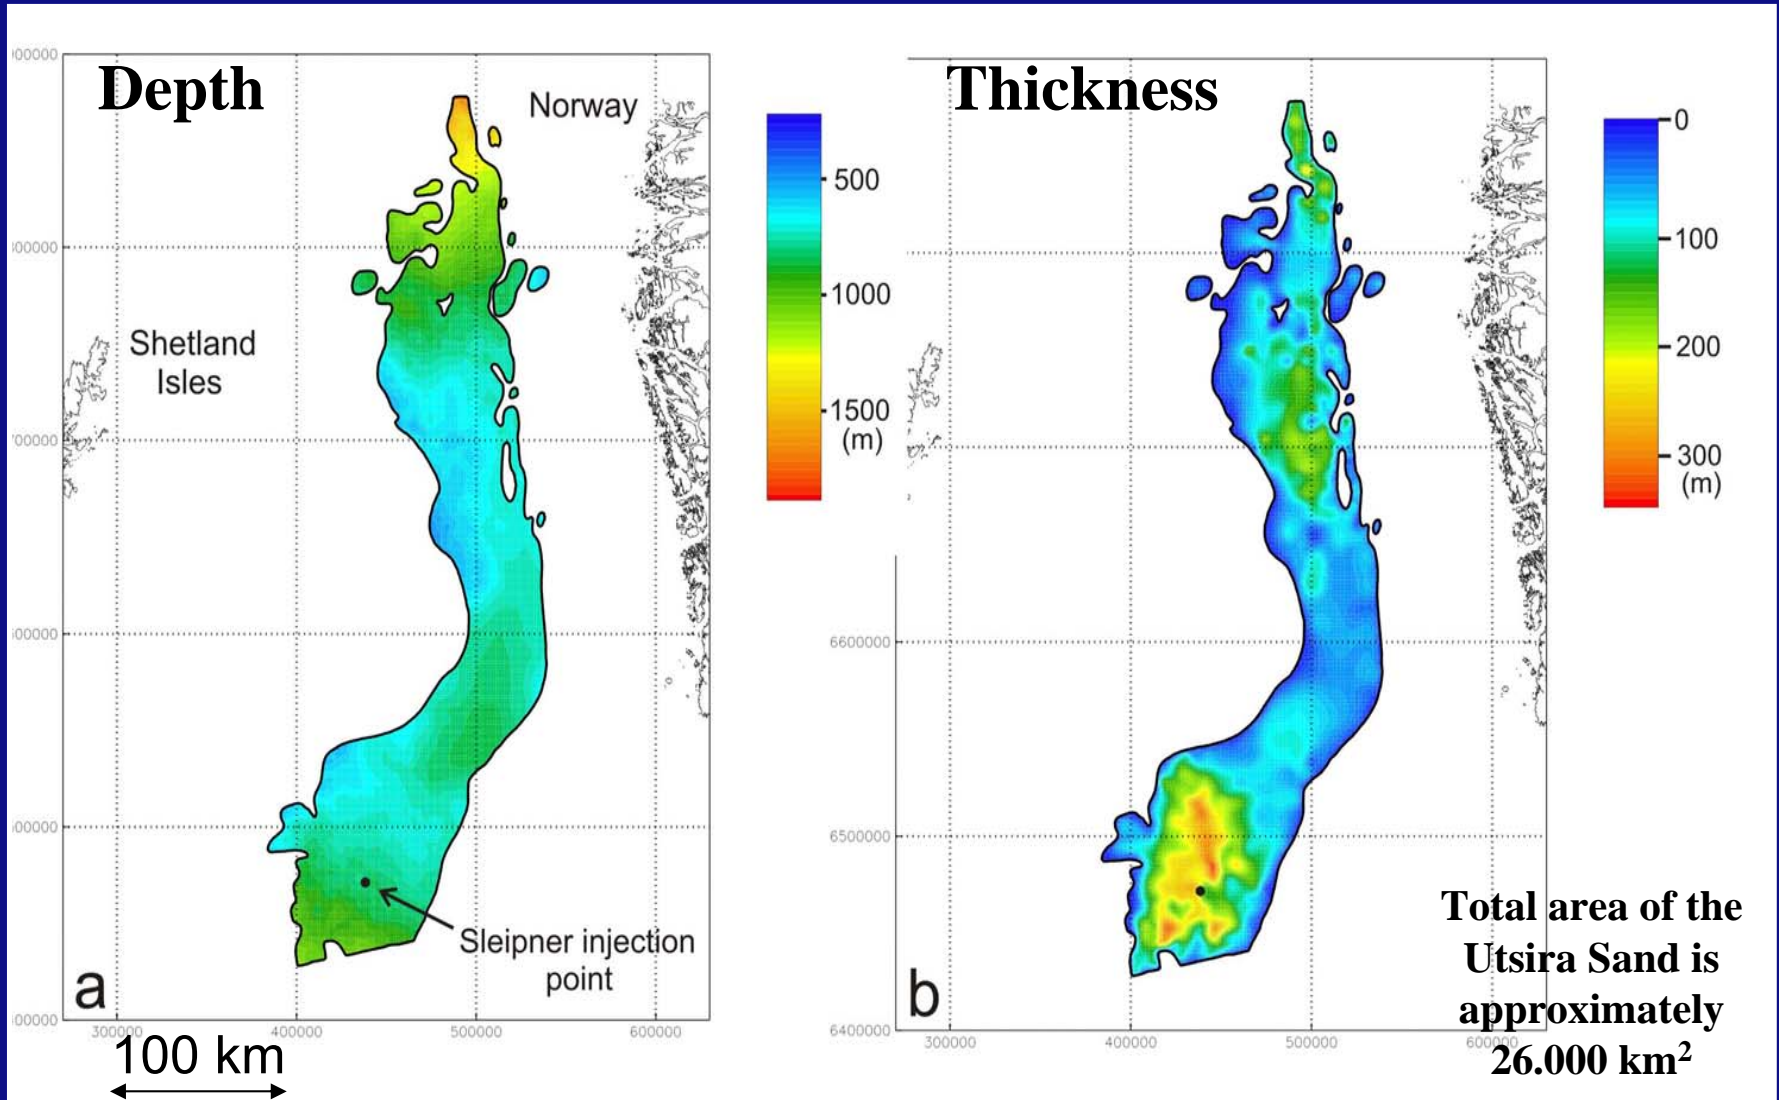 Depth
Norway
500
1000
1500
(m)
Shetland
Isles
Sleipner injection
point
a
300000
400000
500000
600000
100 km
Thickness
0
100
200
300
(m)
6600000
6500000
6400000
b
300000
400000
500000
600000
Total area of the
Utsira Sand is
approximately
26.000 km²